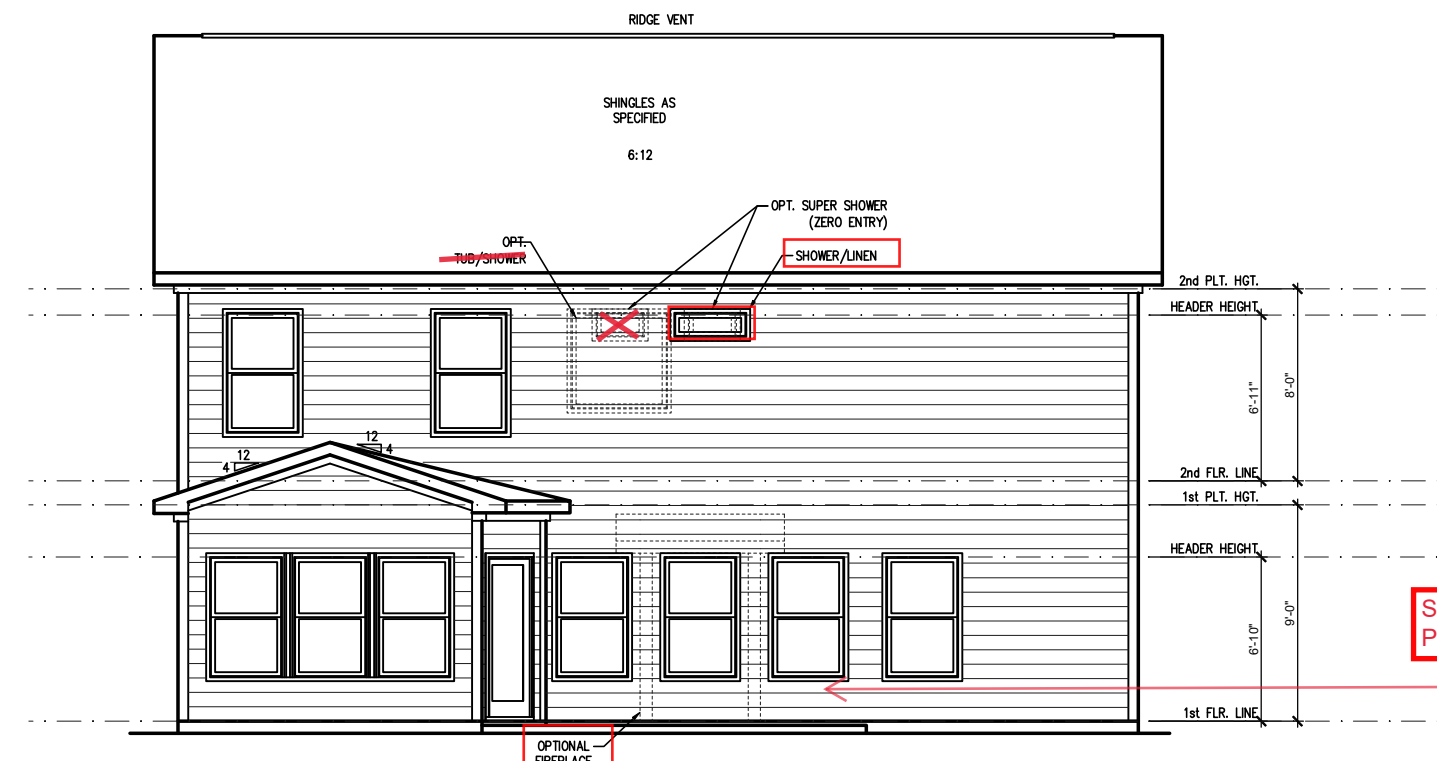 RIDGE VENT
SHINGLES AS
SPECIFIED
6:12
OPT. SUPER SHOWER
(ZERO ENTRY)
OPT.
TUB/SHOWER
SHOWER/LINEN
2nd PLT. HGT.
HEADER HEIGHT
6'-11"
8'-0"
12
4
12
4
2nd FLR. LINE
1st PLT. HGT.
HEADER HEIGHT
6'-10"
9'-0"
S
P
1st FLR. LINE
OPTIONAL
FIREPLACE